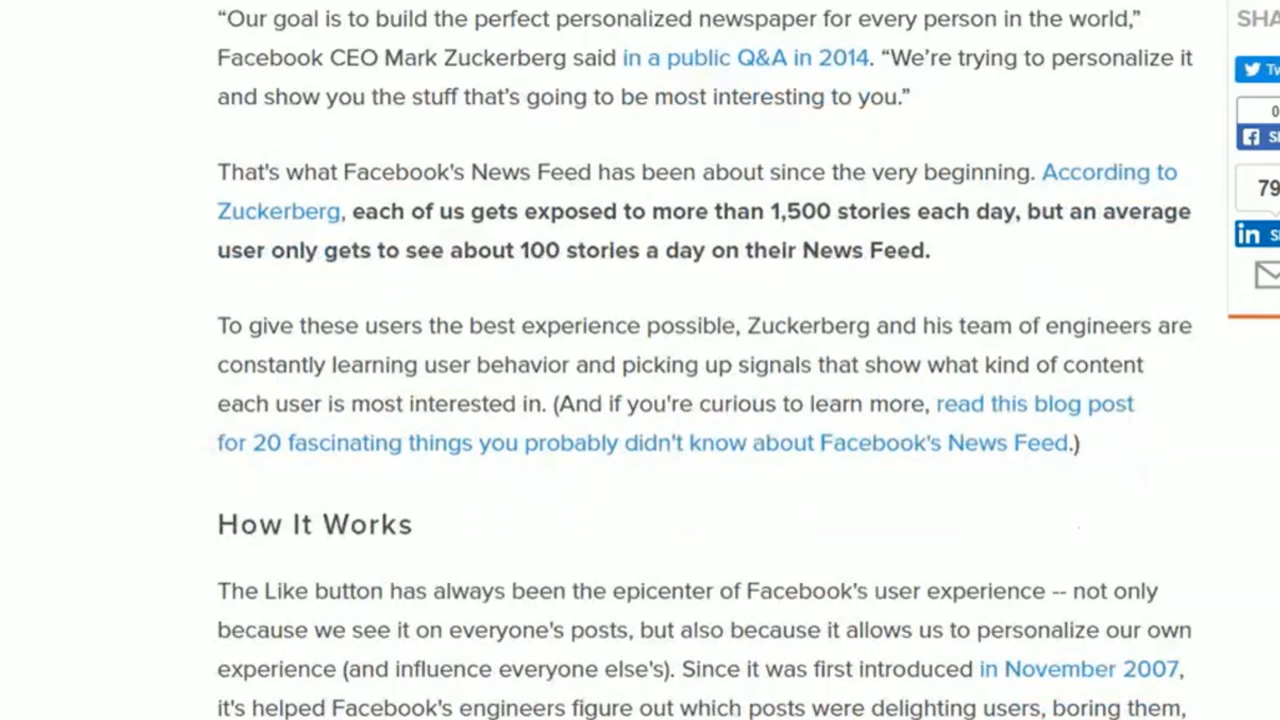 “Our goal is to build the perfect personalized newspaper for every person in the world,”
Facebook CEO Mark Zuckerberg said in a public Q&A in 2014. “We’re trying to personalize it
and show you the stuff that’s going to be most interesting to you.”
That's what Facebook's News Feed has been about since the very beginning. According to
Zuckerberg, each of us gets exposed to more than 1,500 stories each day, but an average
user only gets to see about 100 stories a day on their News Feed.
To give these users the best experience possible, Zuckerberg and his team of engineers are
constantly learning user behavior and picking up signals that show what kind of content
each user is most interested in. (And if you're curious to learn more, read this blog post
for 20 fascinating things you probably didn't know about Facebook's News Feed.)
How It Works
The Like button has always been the epicenter of Facebook's user experience -- not only
because we see it on everyone's posts, but also because it allows us to personalize our own
experience (and influence everyone else's). Since it was first introduced in November 2007,
it's helped Facebook's engineers figure out which posts were delighting users, boring them,
SHA
Tw
0
79
in